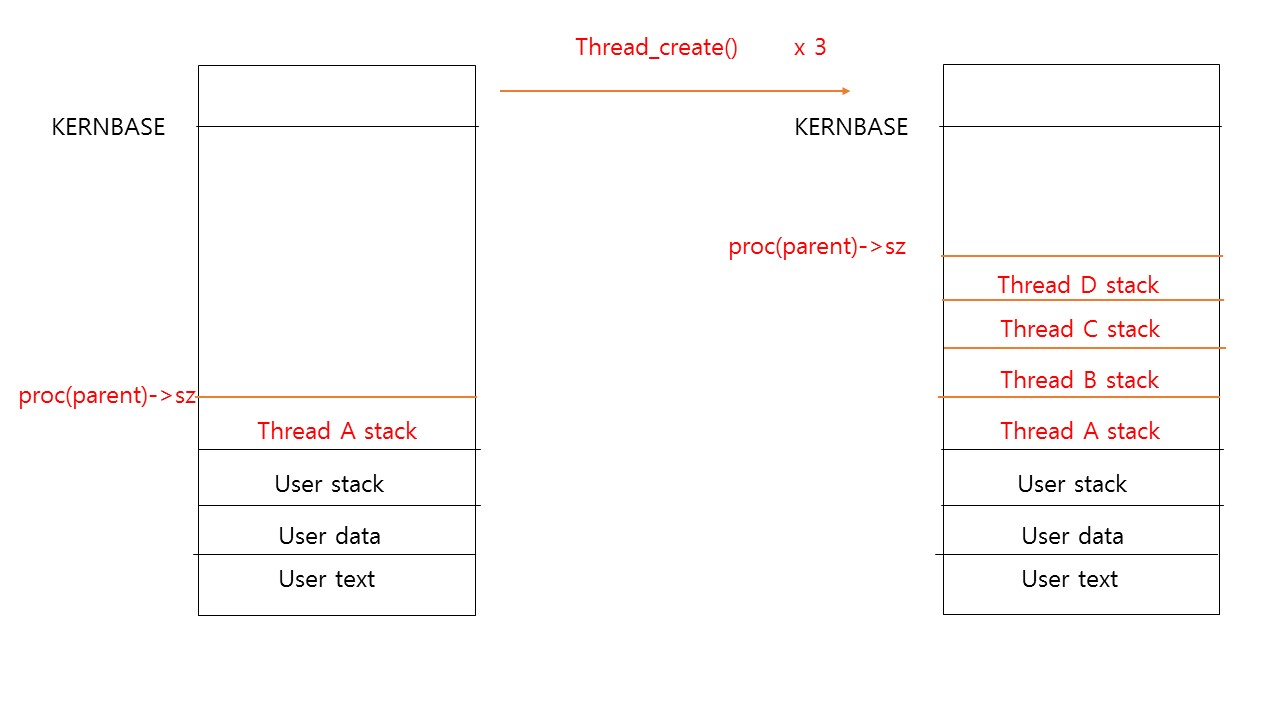 Thread_create() x 3
KERNBASE
proc(parent)->sz
Thread A stack
User stack
User data
User text
KERNBASE
proc(parent)->sz
Thread D stack
Thread C stack
Thread B stack
Thread A stack
User stack
User data
User text